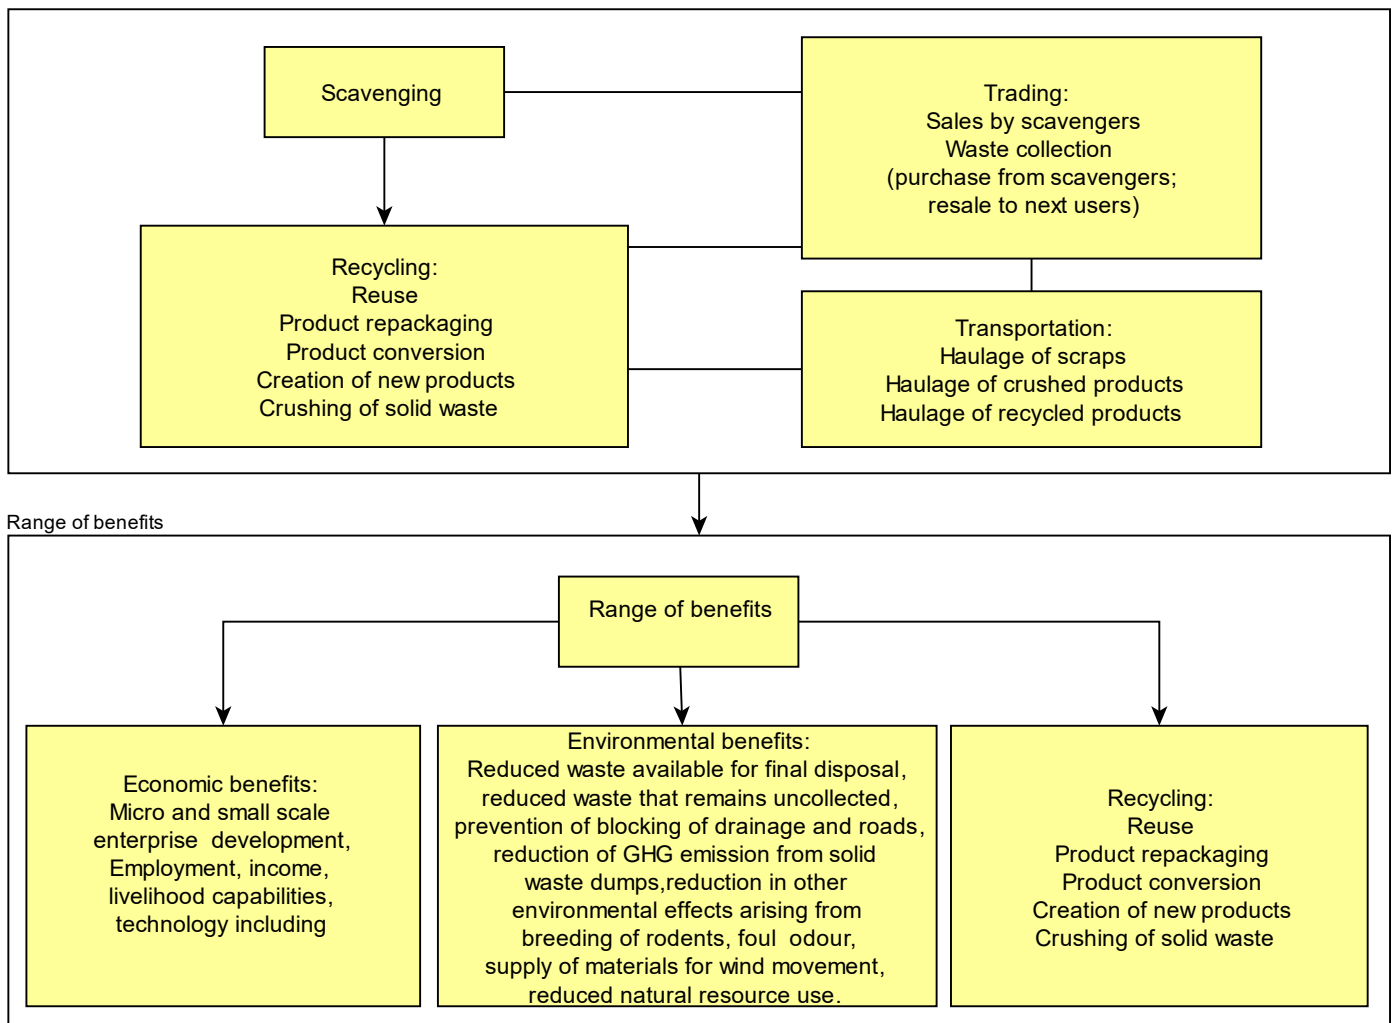 Scavenging
Trading:
Sales by scavengers
Waste collection
(purchase from scavengers;
resale to next users)
Recycling:
Reuse
Product repackaging
Product conversion
Creation of new products
Crushing of solid waste
Transportation:
Haulage of scraps
Haulage of crushed products
Haulage of recycled products
Range of benefits
Range of benefits
Economic benefits:
Micro and small scale
enterprise development,
Employment, income,
livelihood capabilities,
technology including
Environmental benefits:
Reduced waste available for final disposal,
reduced waste that remains uncollected,
prevention of blocking of drainage and roads,
reduction of GHG emission from solid
waste dumps,reduction in other
environmental effects arising from
breeding of rodents, foul odour,
supply of materials for wind movement,
reduced natural resource use.
Recycling:
Reuse
Product repackaging
Product conversion
Creation of new products
Crushing of solid waste